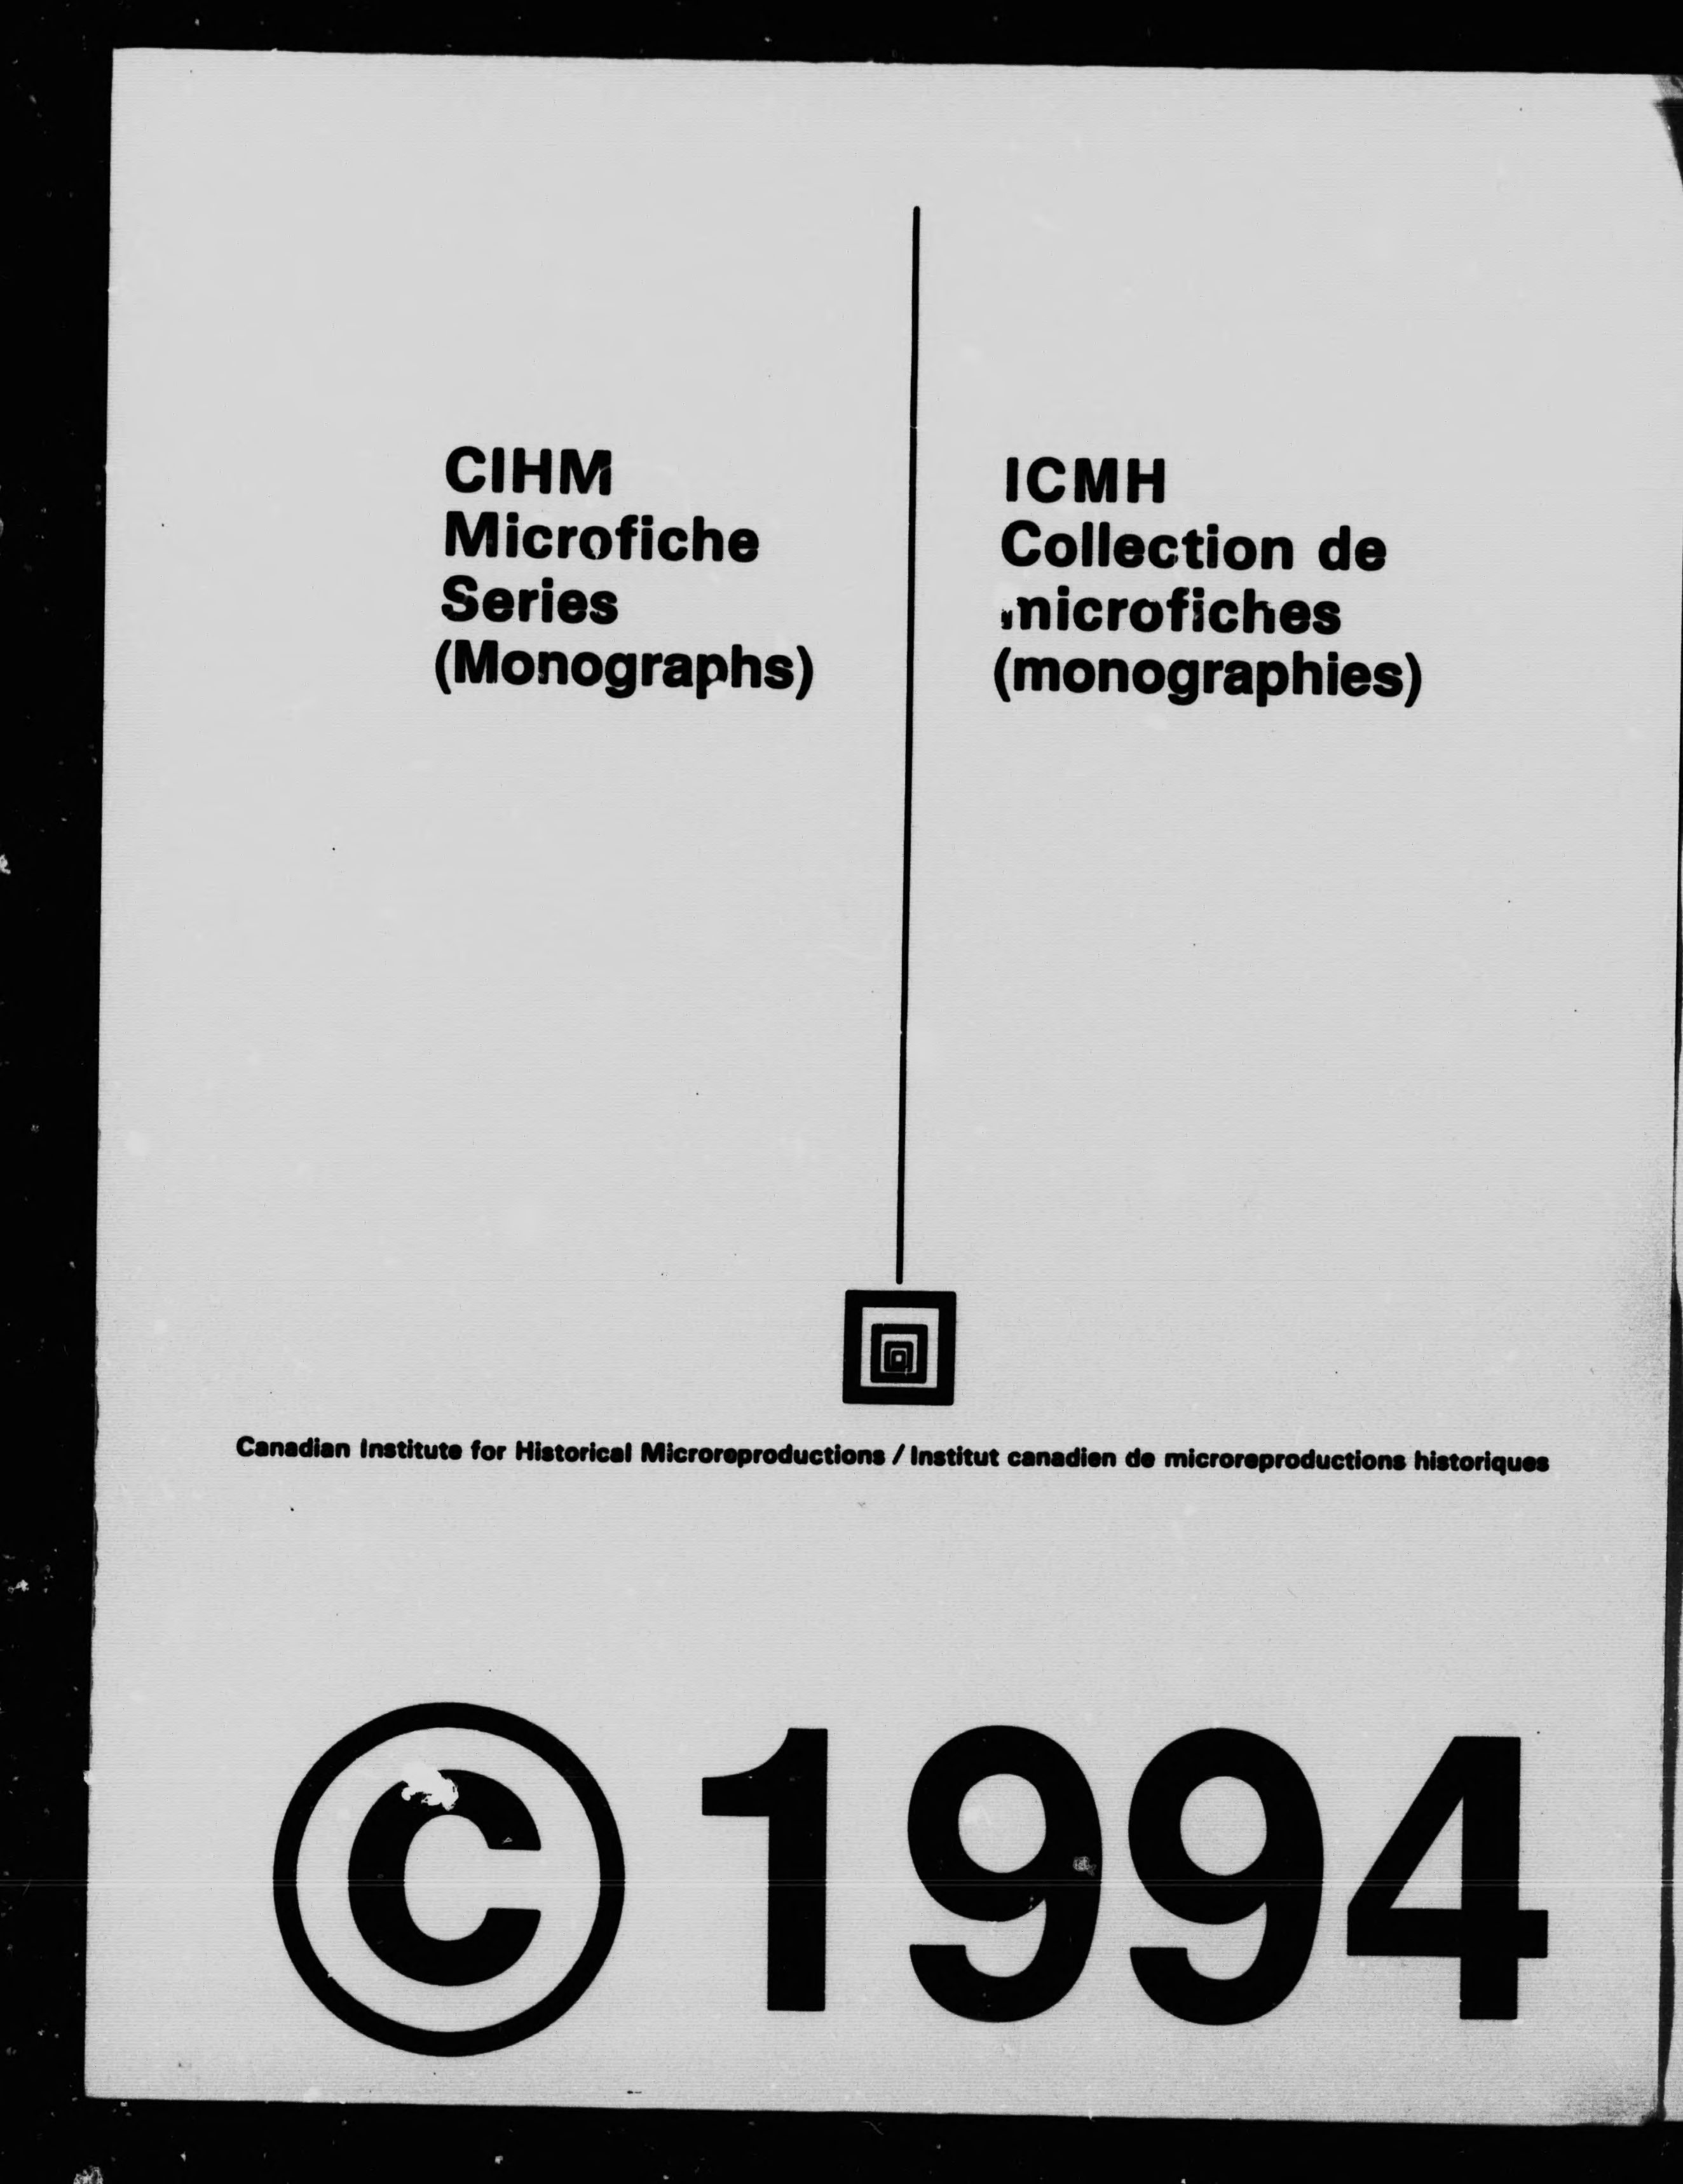 CIHM
Microfiche
Series
(Monographs)
ICMH
Collection de
microfiches
(monographies)
Canadian Institute for Historical Microreproductions / Institut canadien de microreproductions historiques
© 1994